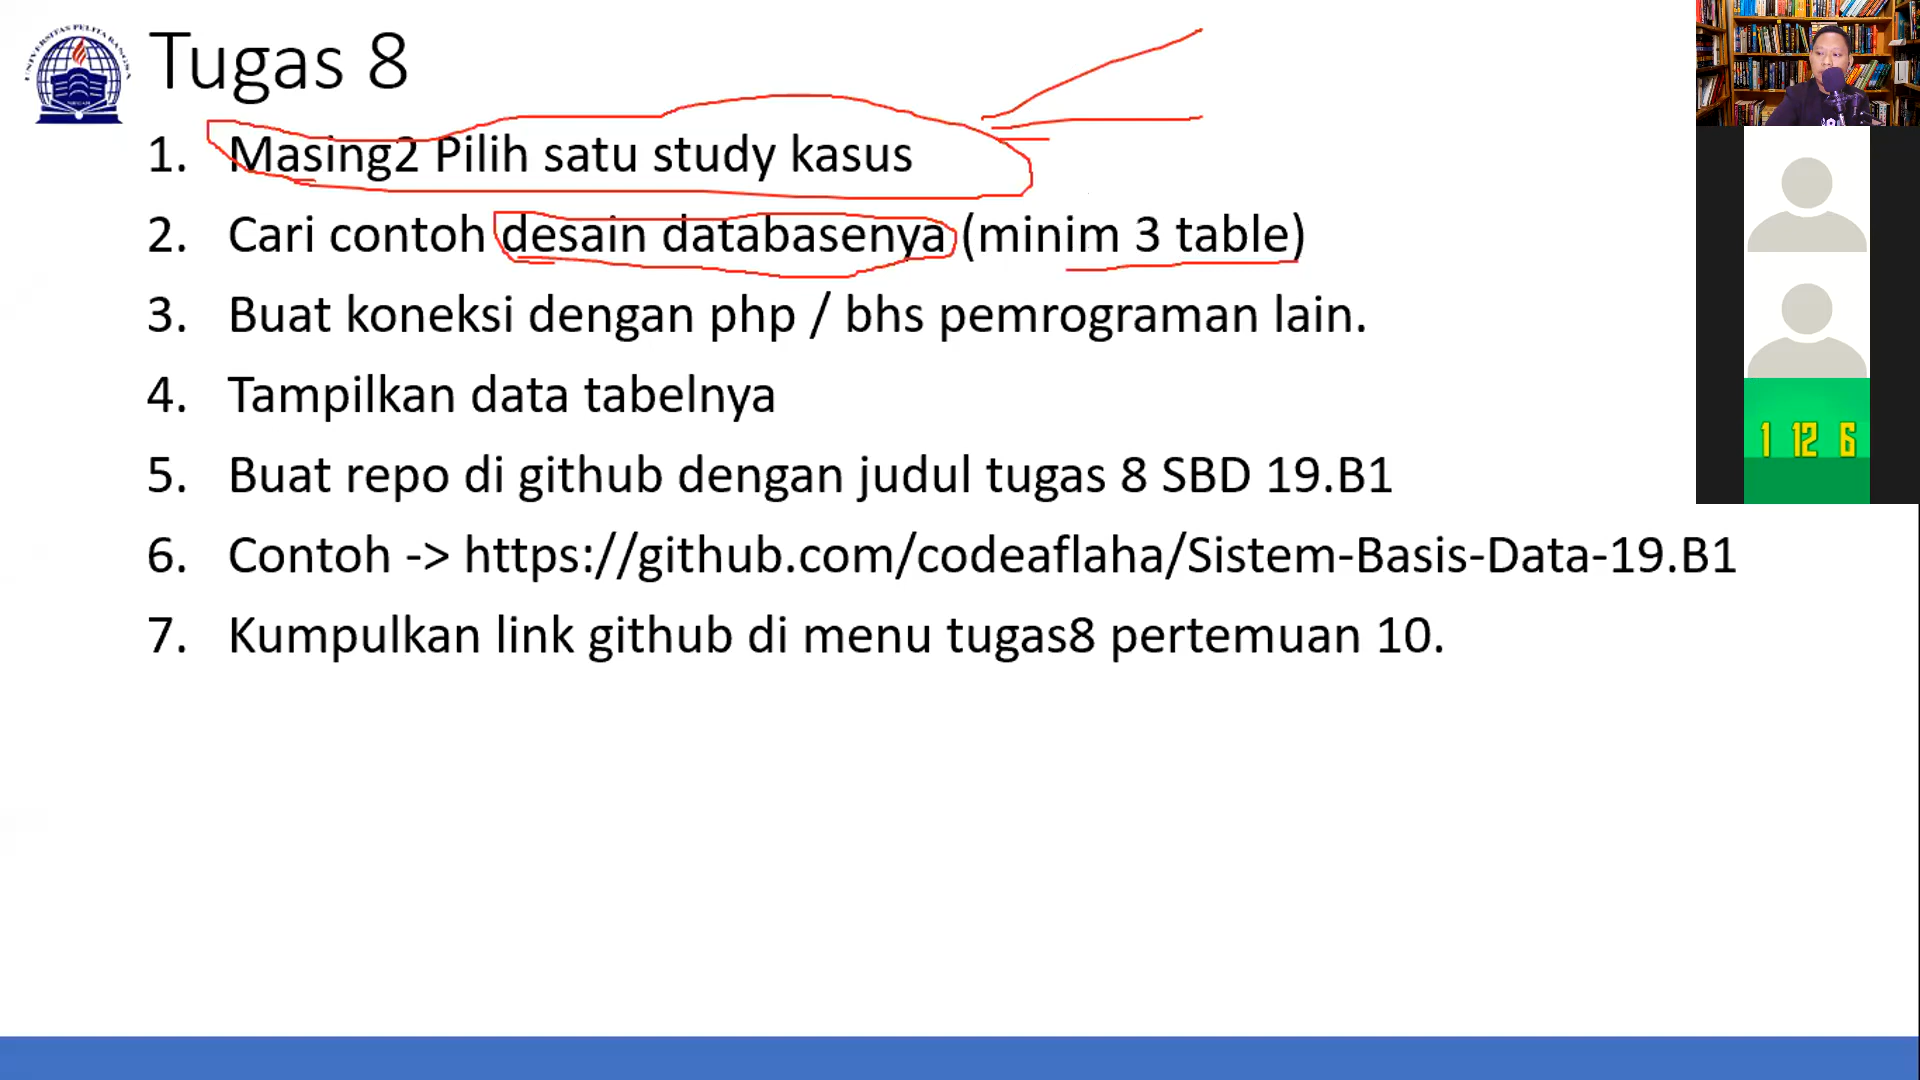 UNIVERSITAS PELITA BANGSA
Tugas 8
1. Masing2 Pilih satu study kasus
2. Cari contoh desain databasenya (minim 3 table)
3. Buat koneksi dengan php / bhs pemrograman lain.
4. Tampilkan data tabelnya
5. Buat repo di github dengan judul tugas 8 SBD 19.B1
6. Contoh -> https://github.com/codeaflaha/Sistem-Basis-Data-19.B1
7. Kumpulkan link github di menu tugas8 pertemuan 10.
1 12 6